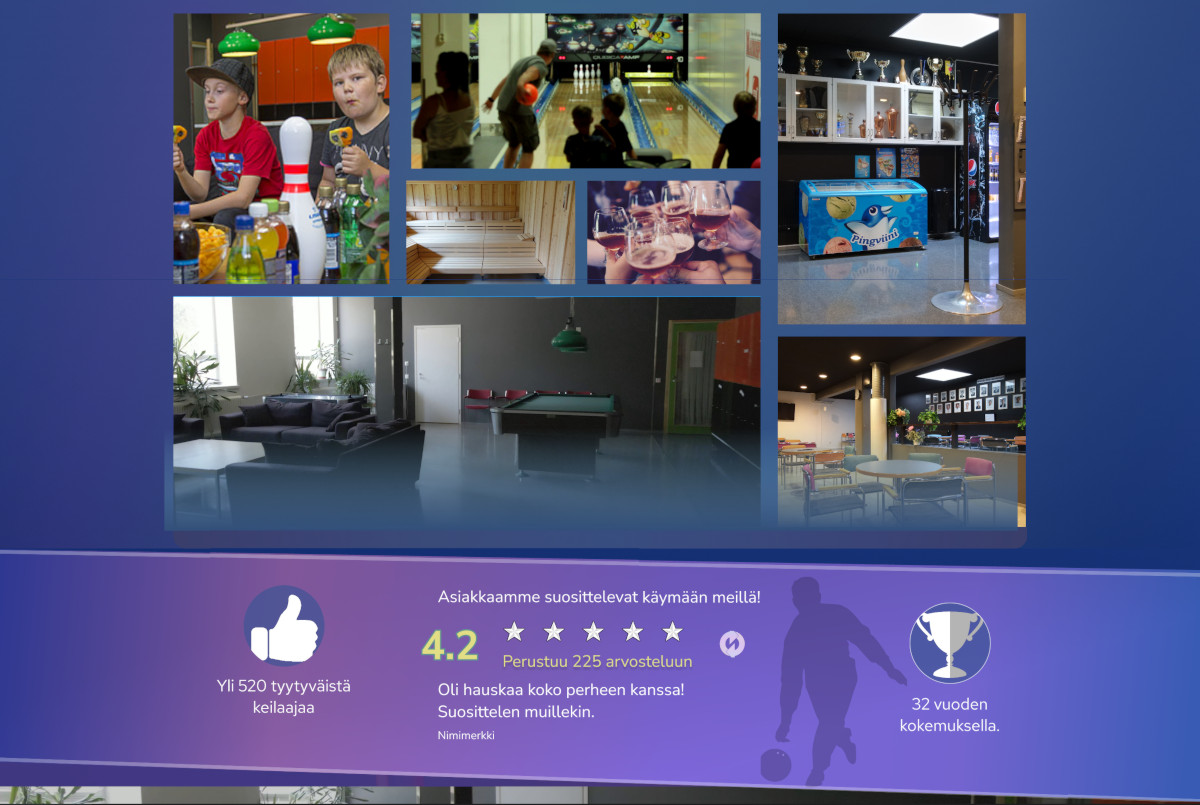 QUBICAAMF
Pingviini
Yli 520 tyytyväistä
keilaajaa
Asiakkaamme suosittelevat käymään meillä!
4.2
Perustuu 225 arvosteluun
Oli hauskaa koko perheen kanssa!
Suosittelen muillekin.
Nimimerkki
32 vuoden
kokemuksella.